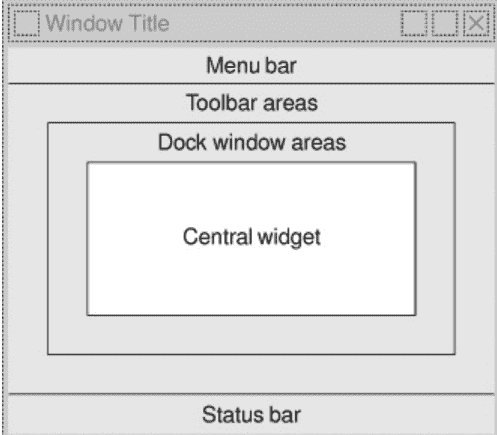 Window Title
Menu bar
Toolbar areas
Dock window areas
Central widget
Status bar